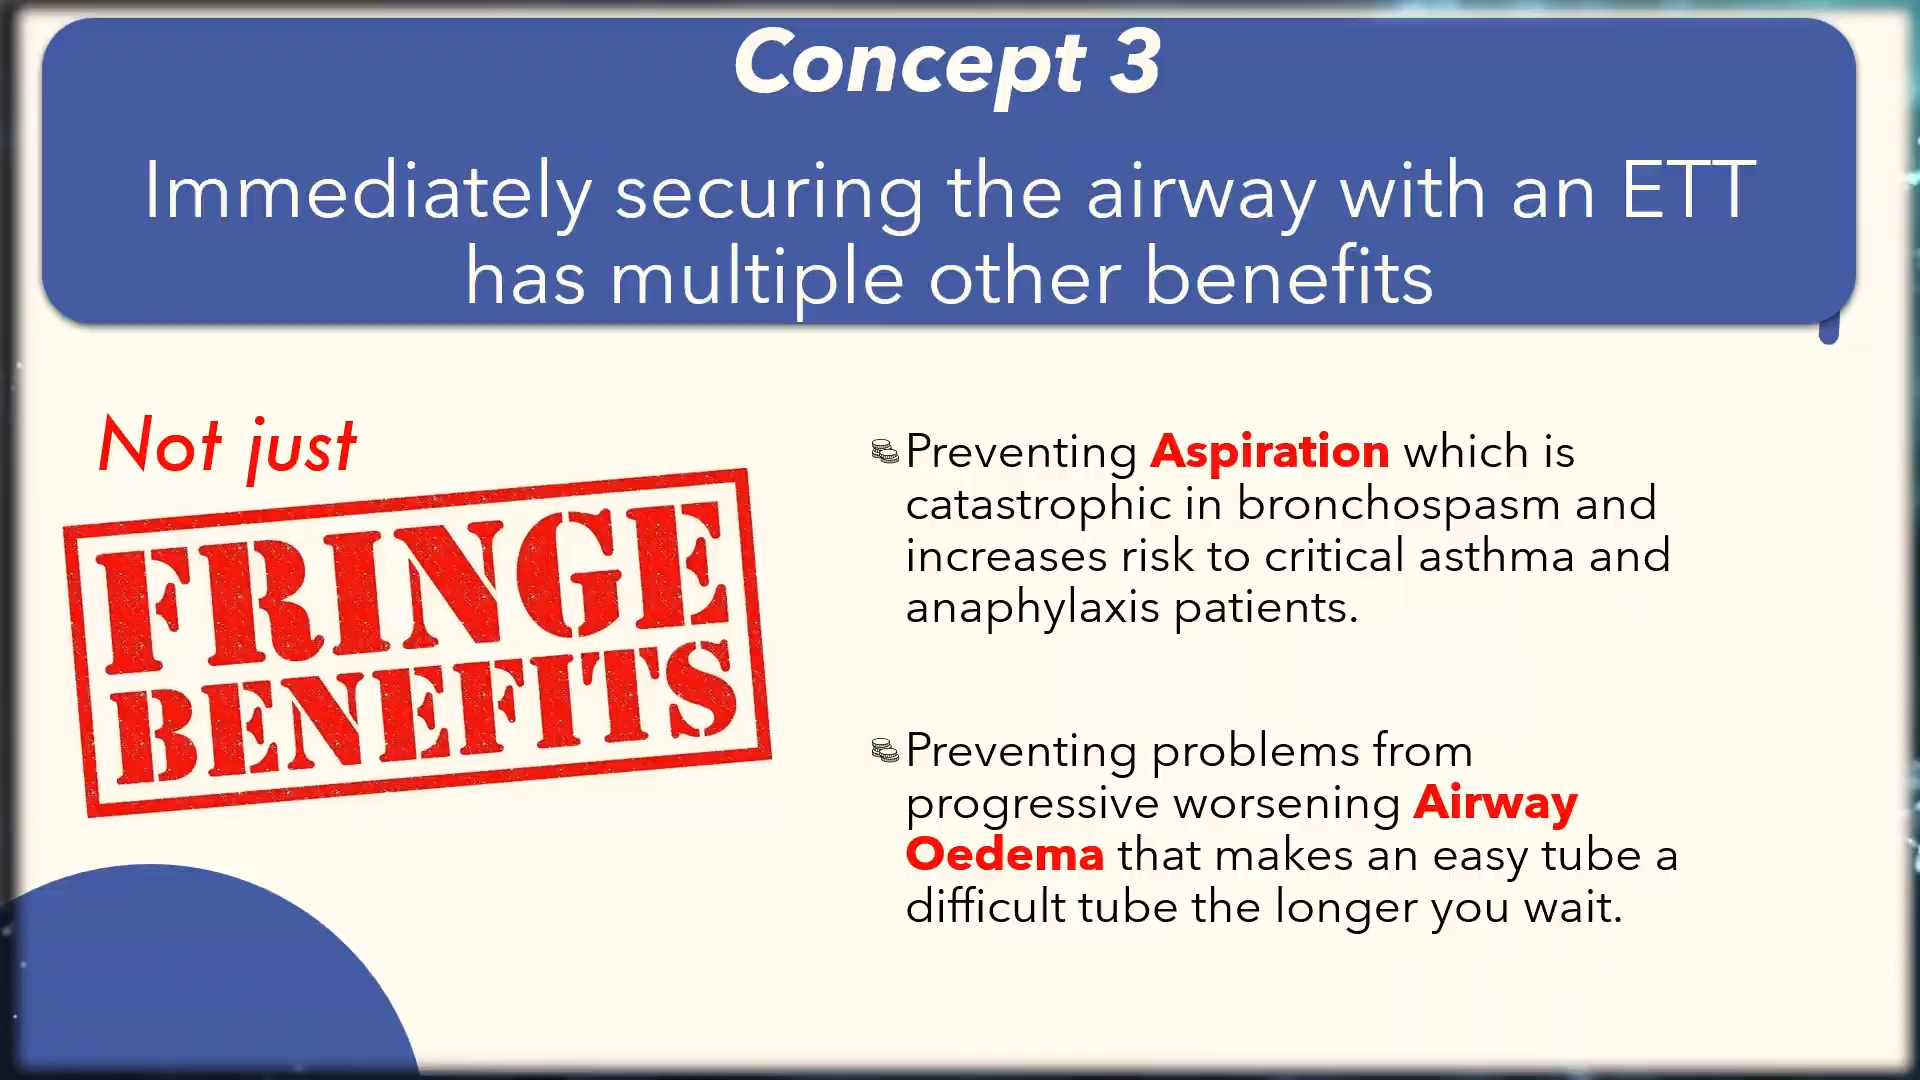 Concept 3
Immediately securing the airway with an ETT
has multiple other benefits
Not just
FRINGE
BENEFITS
Preventing Aspiration which is
catastrophic in bronchospasm and
increases risk to critical asthma and
anaphylaxis patients.
Preventing problems from
progressive worsening Airway
Oedema that makes an easy tube a
difficult tube the longer you wait.